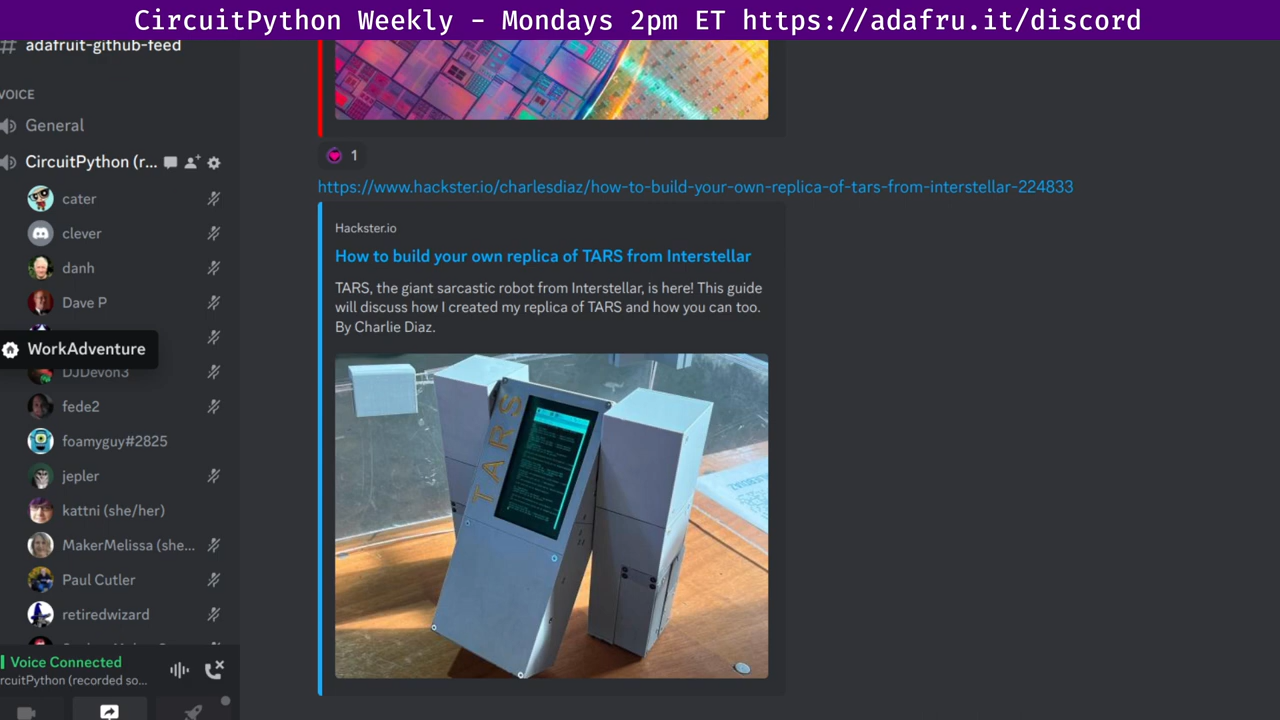 CircuitPython Weekly - Mondays 2pm ET https://adafru.it/discord
# adafruit-github-feed
VOICE
General
CircuitPython (r...
cater
clever
danh
Dave P
WorkAdventure
DJDevon3
fede2
foamyguy#2825
jepler
kattni (she/her)
MakerMelissa (she...
Paul Cutler
retiredwizard
Voice Connected
rcuitPython (recorded so...
1
https://www.hackster.io/charlesdiaz/how-to-build-your-own-replica-of-tars-from-interstellar-224833
Hackster.io
How to build your own replica of TARS from Interstellar
TARS, the giant sarcastic robot from Interstellar, is here! This guide
will discuss how I created my replica of TARS and how you can too.
By Charlie Diaz.
TARS